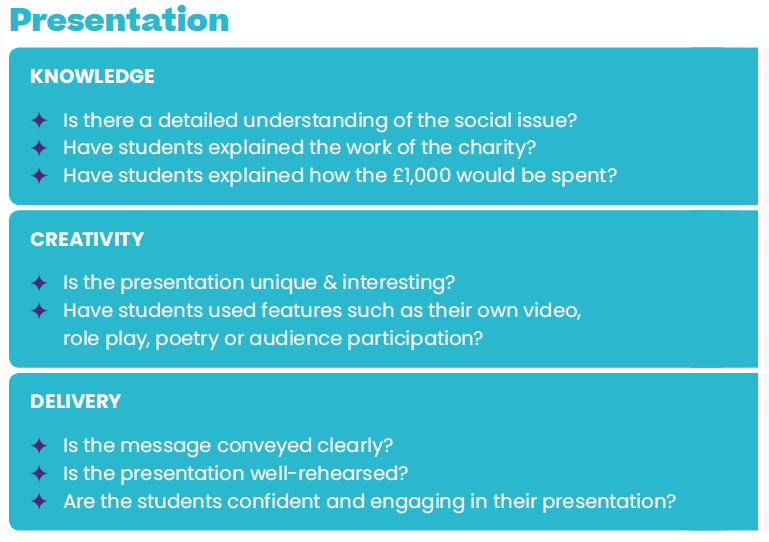 Presentation
KNOWLEDGE
Is there a detailed understanding of the social issue?
Have students explained the work of the charity?
Have students explained how the £1,000 would be spent?
CREATIVITY
Is the presentation unique & interesting?
Have students used features such as their own video,
role play, poetry or audience participation?
DELIVERY
Is the message conveyed clearly?
Is the presentation well-rehearsed?
Are the students confident and engaging in their presentation?